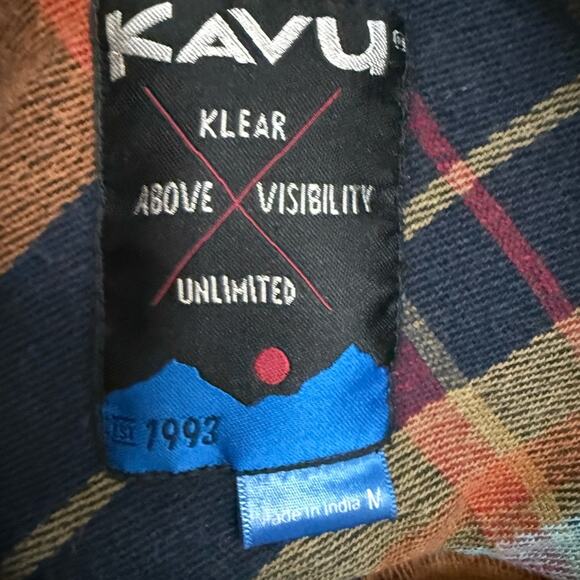 KAVU
KLEAR
ABOVE VISIBILITY
UNLIMITED
EST 1993
Made in India M